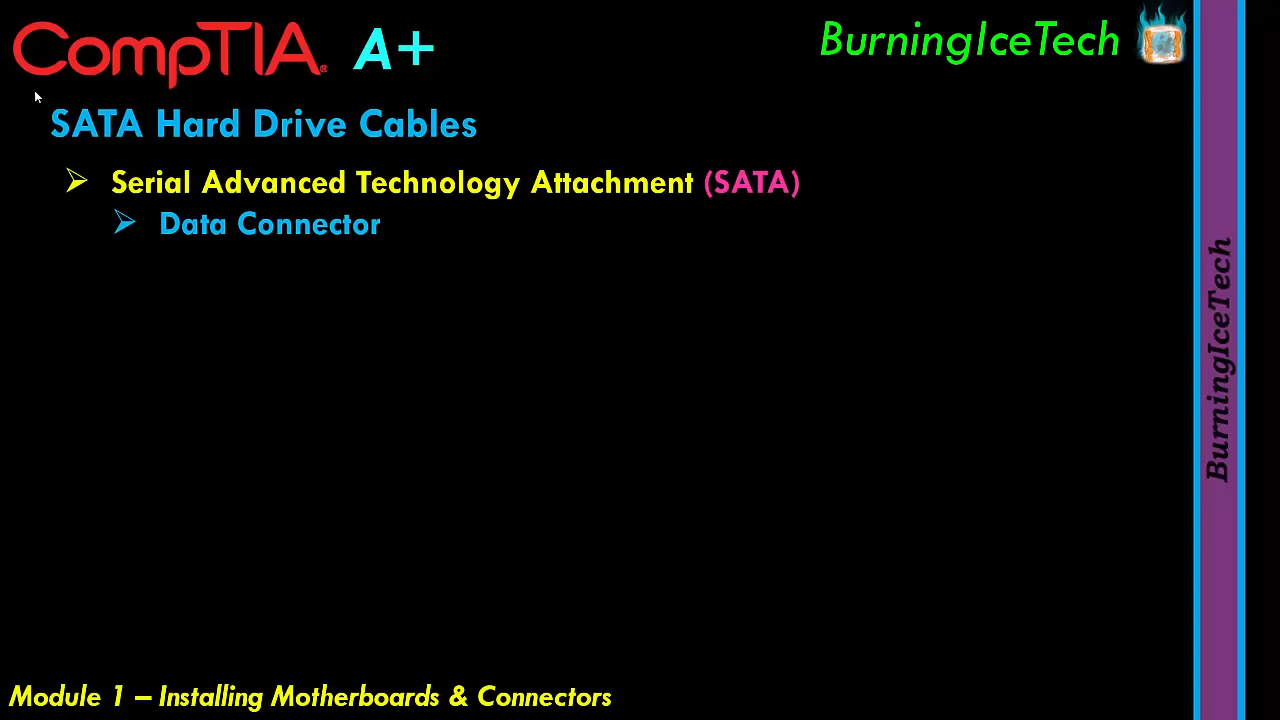 CompTIA® A+
BurningIceTech
SATA Hard Drive Cables
➢ Serial Advanced Technology Attachment (SATA)
➢ Data Connector
BurningIceTech
Module 1 – Installing Motherboards & Connectors